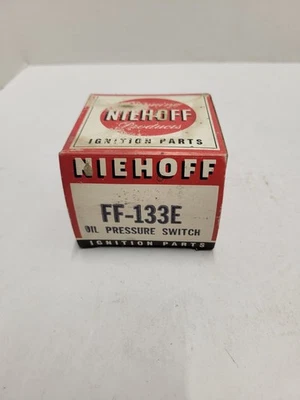 NIEHOFF
Products
IGNITION PARTS
NIEHOFF
FF-133E
OIL PRESSURE SWITCH
IGNITION PARTS